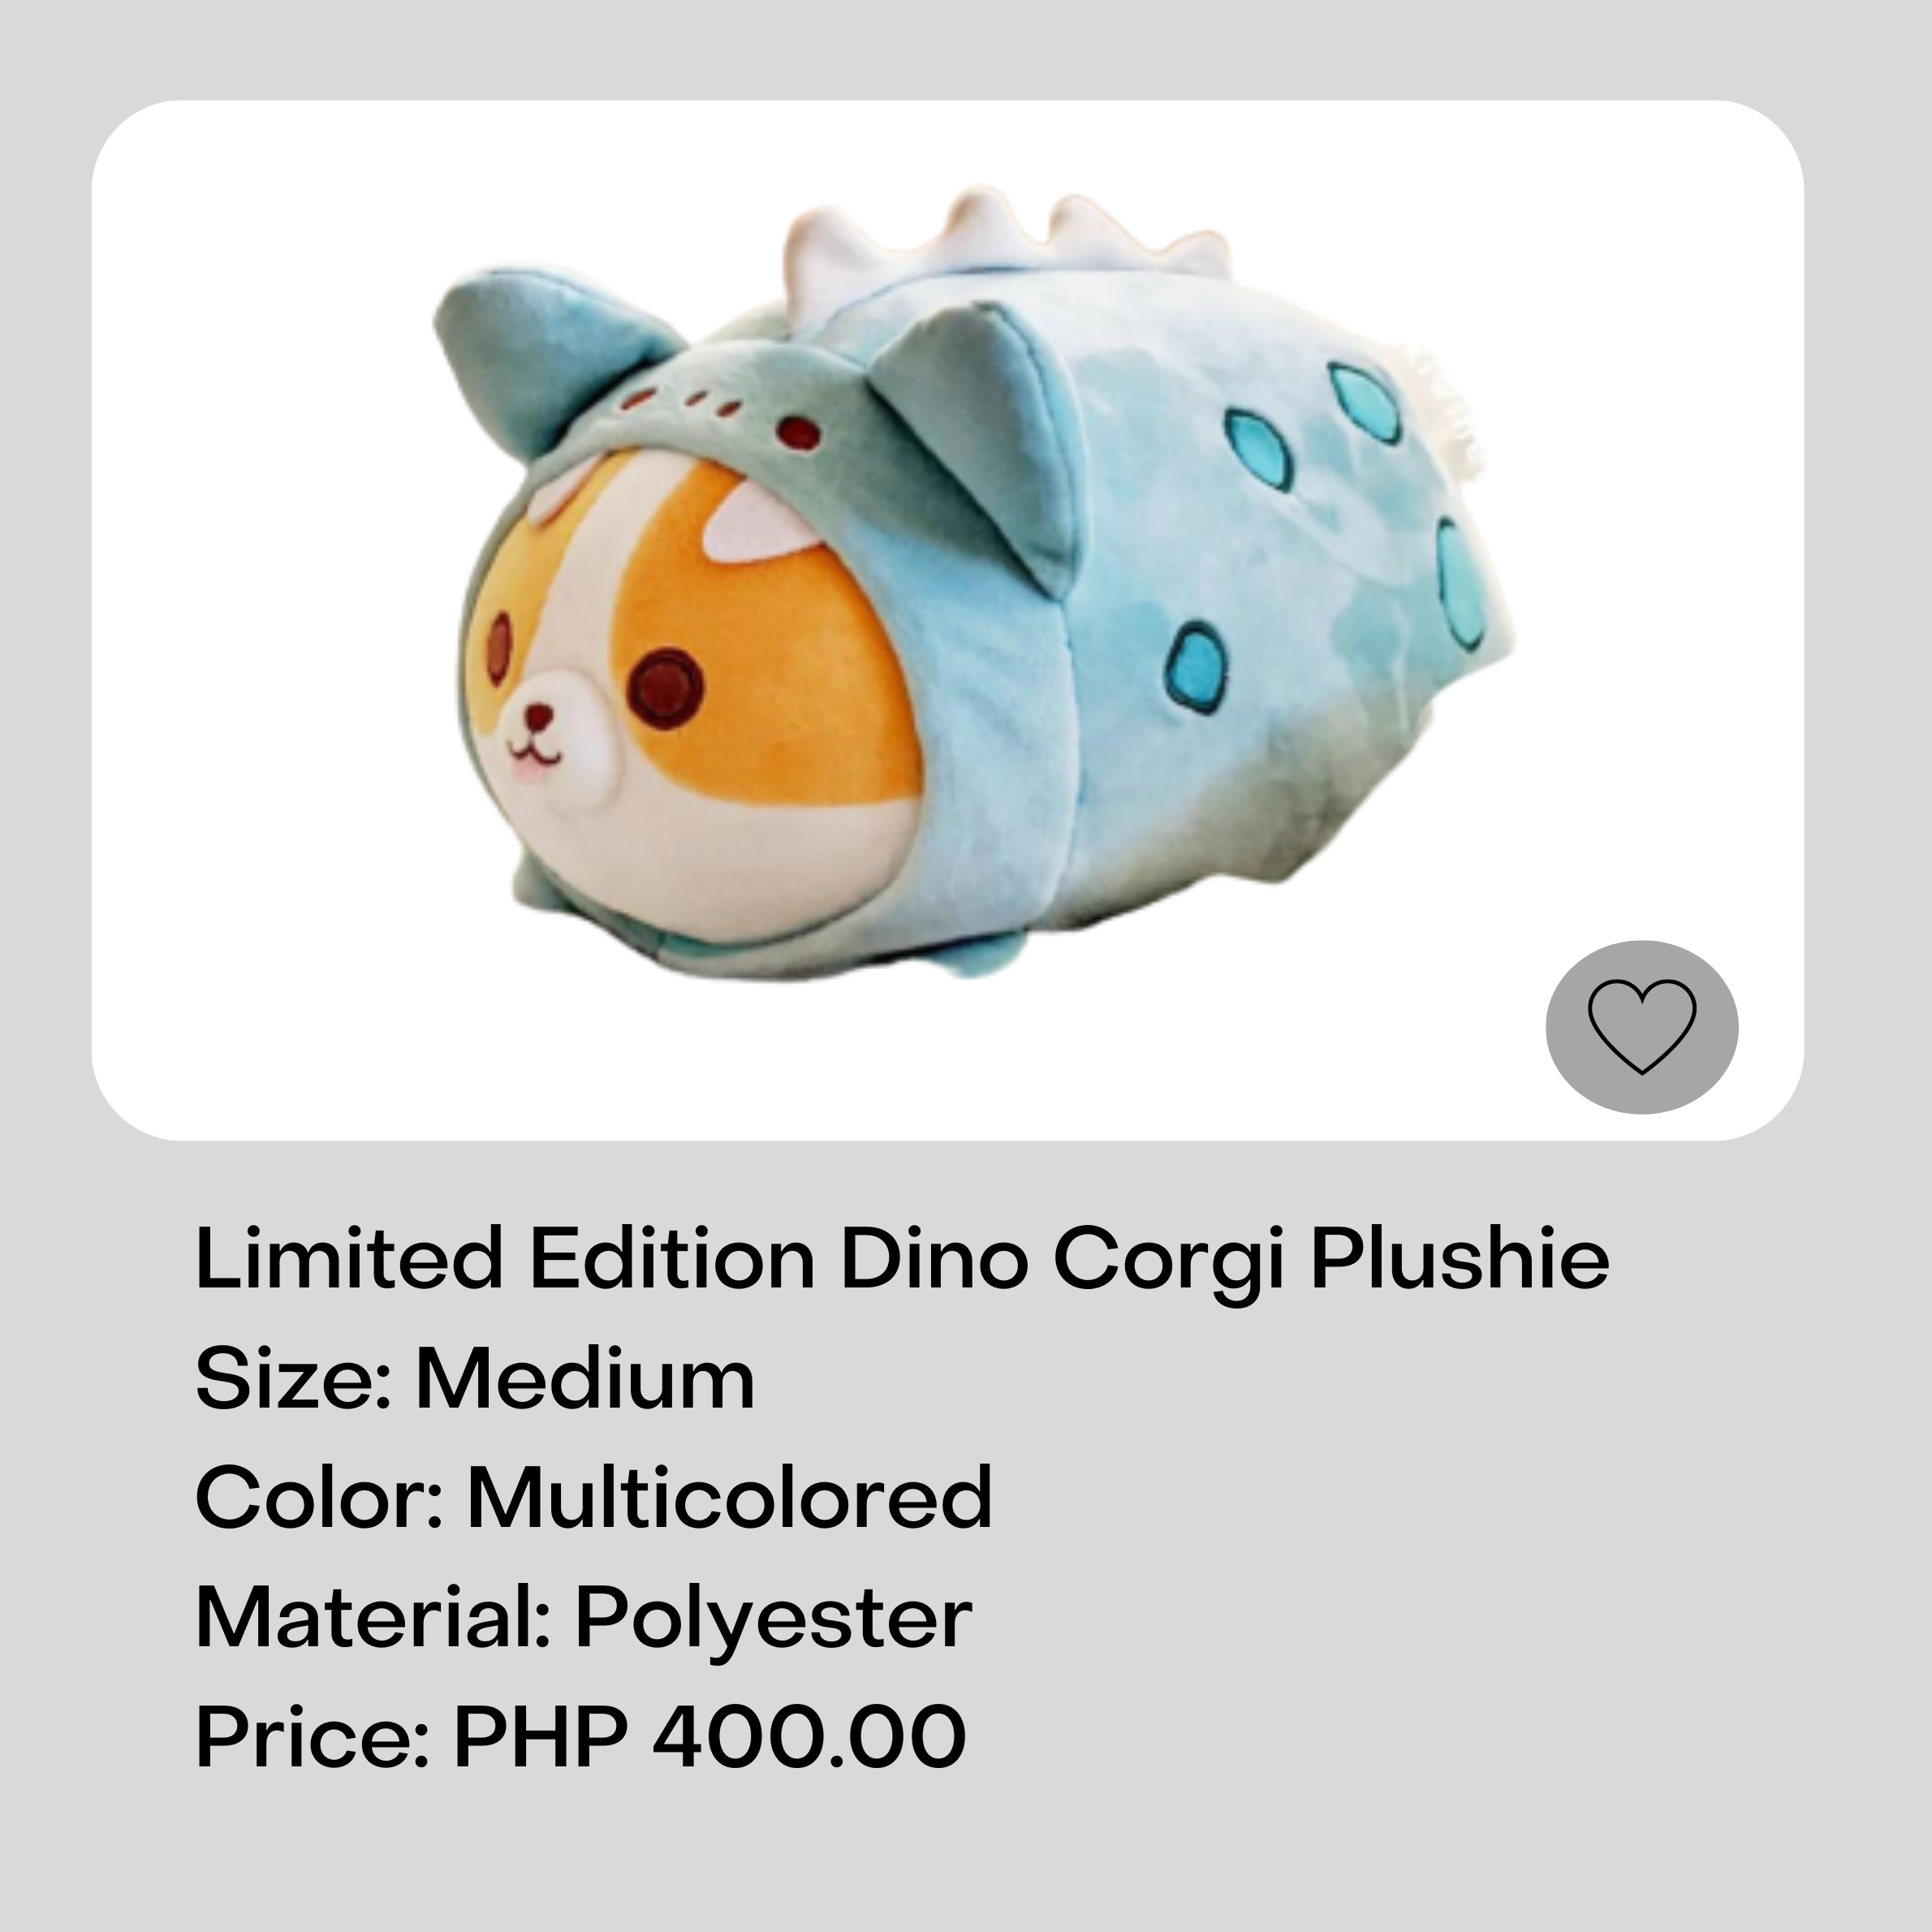 Limited Edition Dino Corgi Plushie
Size: Medium
Color: Multicolored
Material: Polyester
Price: PHP 400.00